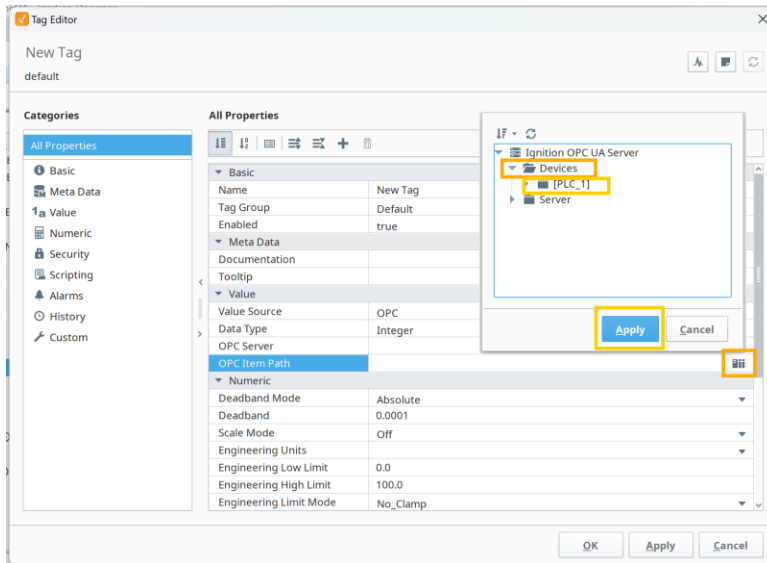 Tag Editor
New Tag
default
Categories
All Properties
Basic
Meta Data
1a Value
Numeric
Security
Scripting
Alarms
History
Custom
All Properties
Basic
Name New Tag
Tag Group Default
Enabled true
Meta Data
Documentation
Tooltip
Value
Value Source OPC
Data Type Integer
OPC Server
OPC Item Path
Numeric
Deadband Mode Absolute
Deadband 0.0001
Scale Mode Off
Engineering Units
Engineering Low Limit 0.0
Engineering High Limit 100.0
Engineering Limit Mode No_Clamp
Ignition OPC UA Server
Devices
[PLC_1]
Server
Apply Cancel
OK Apply Cancel